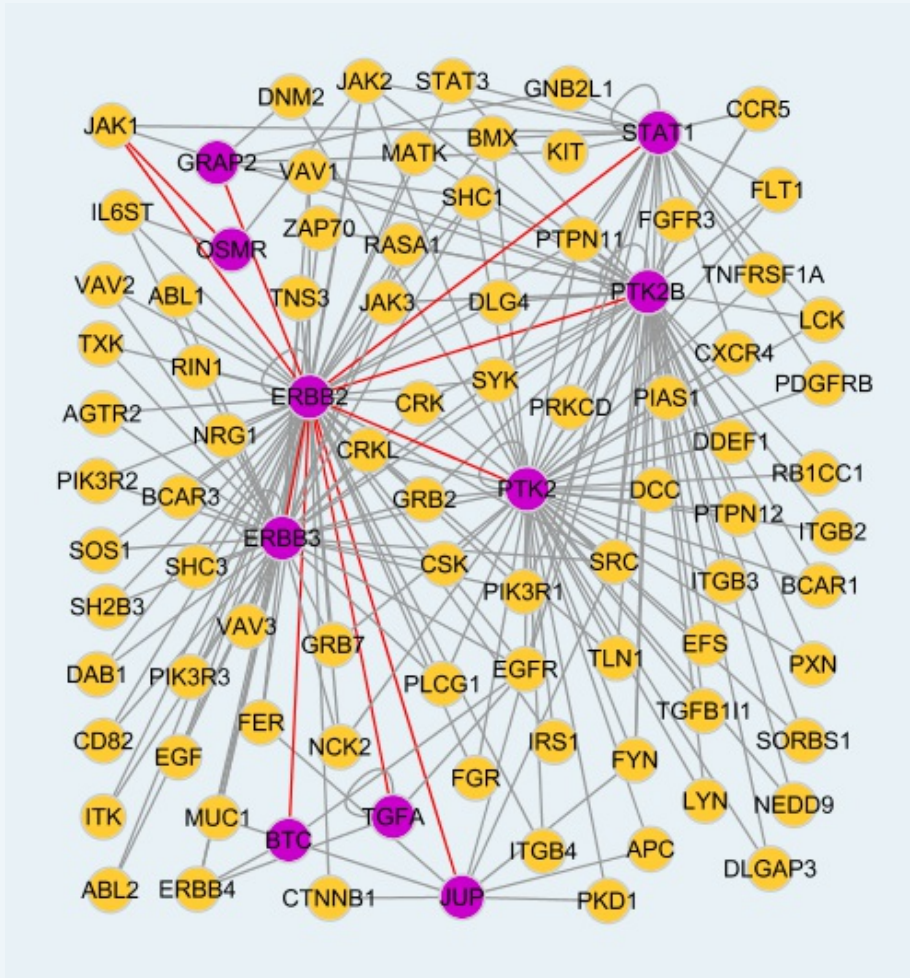 JAK2
STAT3
GNB2L1
DNM2
CCR5
JAK1
STAT1
BMX
KIT
MATK
GRAP2
VAV1
SHC1
FLT1
IL6ST
ZAP70
RASA1
FGFR3
PTPN11
OSMR
TNFRSF1A
VAV2
ABL1
TNS3
JAK3
DLG4
PTK2B
LCK
TXK
RIN1
CXCR4
SYK
PDGFRB
ERBB2
CRK
PRKCD
PIAS1
AGTR2
NRG1
CRKL
DDEF1
PIK3R2
BCAR3
GRB2
PTK2
DCC
RB1CC1
PTPN12
ITGB2
SOS1
ERBB3
SHC3
CSK
SRC
PIK3R1
ITGB3
BCAR1
SH2B3
VAV3
GRB7
EFS
DAB1
PIK3R3
PLCG1
EGFR
TLN1
PXN
TGFB1I1
CD82
FER
EGF
NCK2
IRS1
SORBS1
FGR
FYN
ITK
MUC1
TGFA
LYN
NEDD9
BTC
ITGB4
APC
DLGAP3
ABL2
ERBB4
CTNNB1
JUP
PKD1